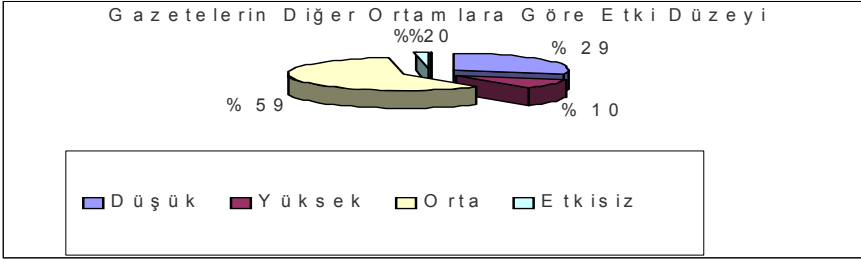 Gazetelerin Diğer Ortamlara Göre Etki Düzeyi
%%20
% 29
% 59
% 10
Düşük Yüksek Orta Etkisiz